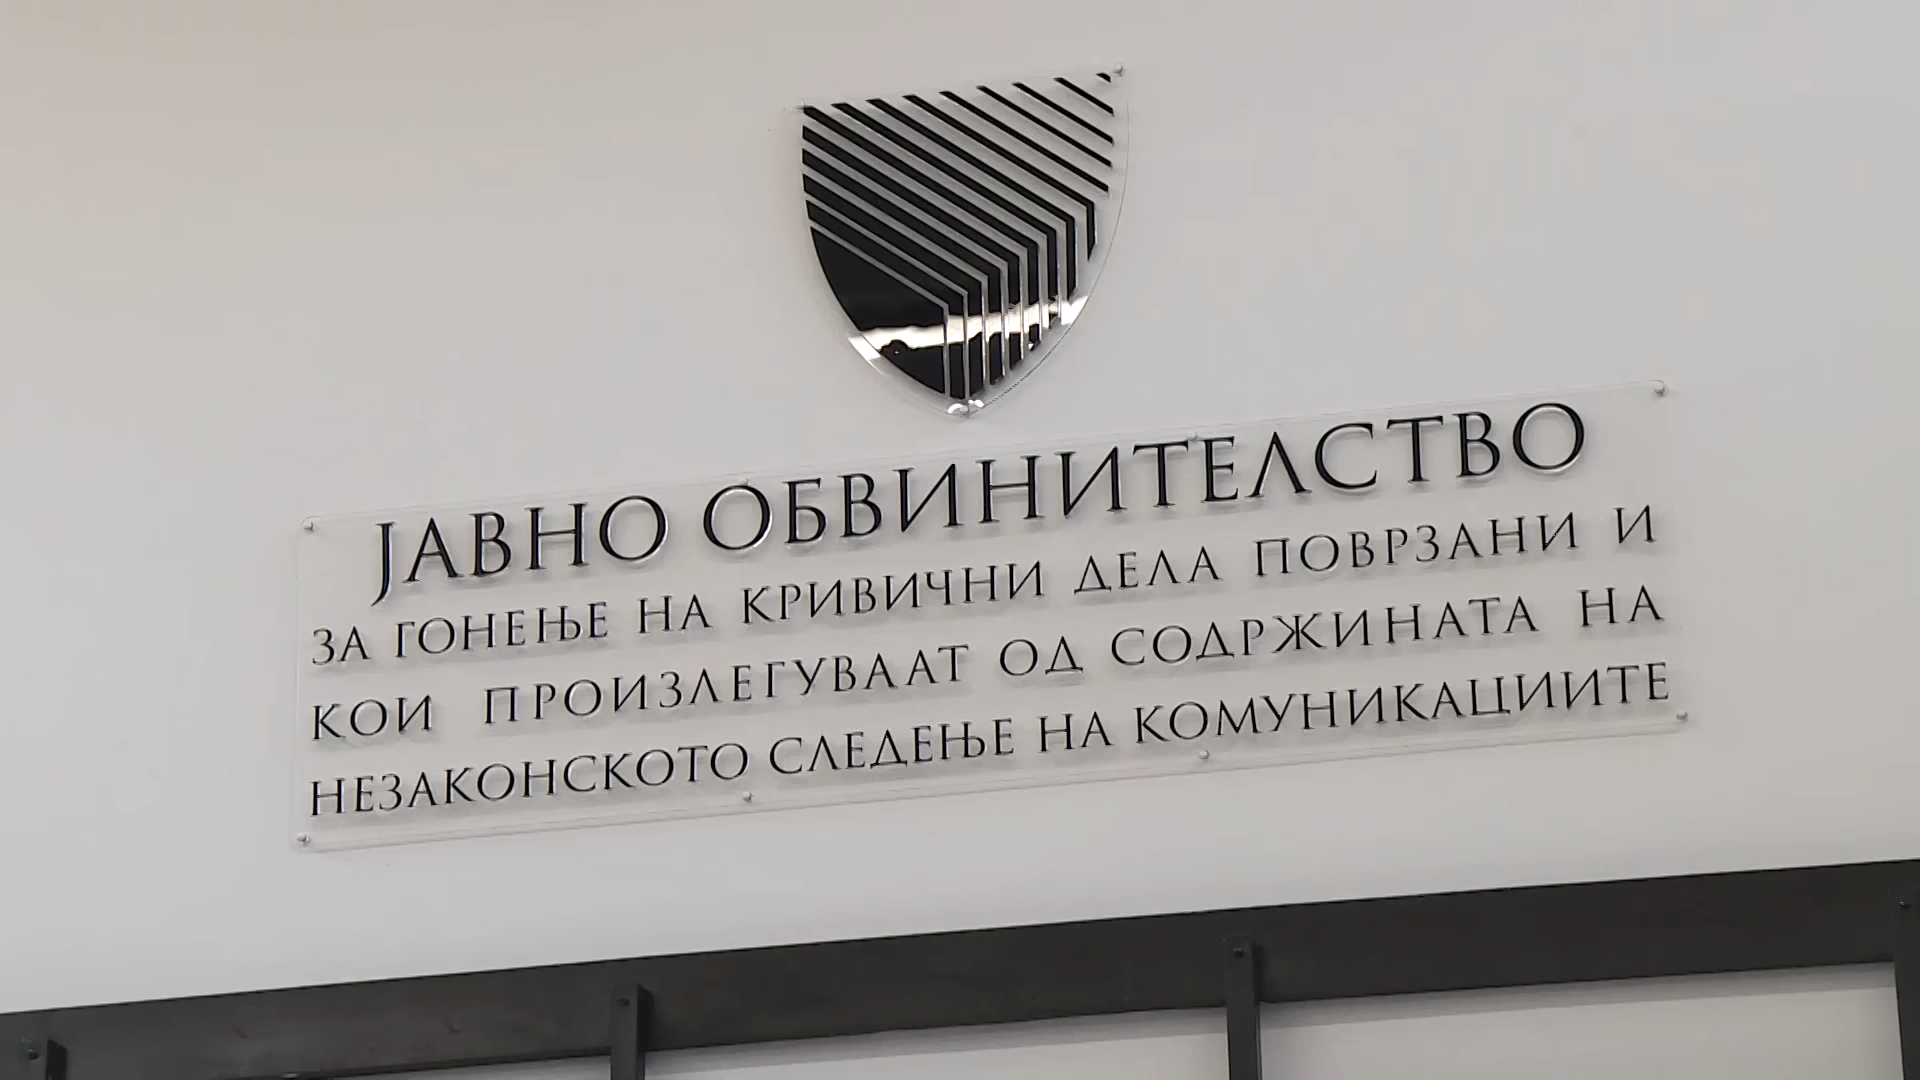 ЈАВНО ОБВИНИТЕЛСТВО
ЗА ГОНЕЊЕ НА КРИВИЧНИ ДЕЛА ПОВРЗАНИ И
КОИ ПРОИЗЛЕГУВААТ ОД СОДРЖИНАТА НА
НЕЗАКОНСКОТО СЛЕДЕЊЕ НА КОМУНИКАЦИИТЕ